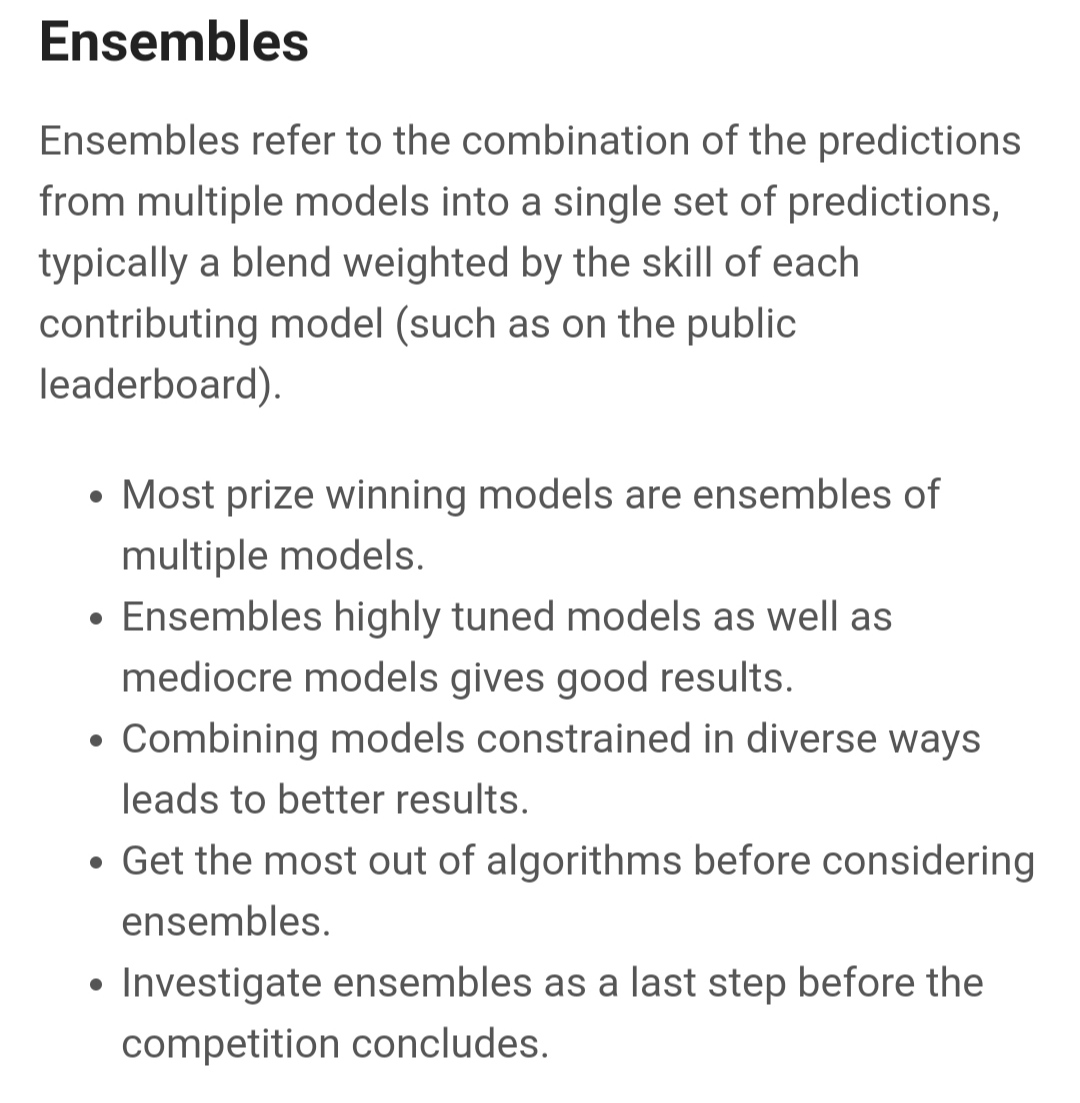 Ensembles
Ensembles refer to the combination of the predictions
from multiple models into a single set of predictions,
typically a blend weighted by the skill of each
contributing model (such as on the public
leaderboard).
• Most prize winning models are ensembles of
multiple models.
• Ensembles highly tuned models as well as
mediocre models gives good results.
• Combining models constrained in diverse ways
leads to better results.
• Get the most out of algorithms before considering
ensembles.
• Investigate ensembles as a last step before the
competition concludes.